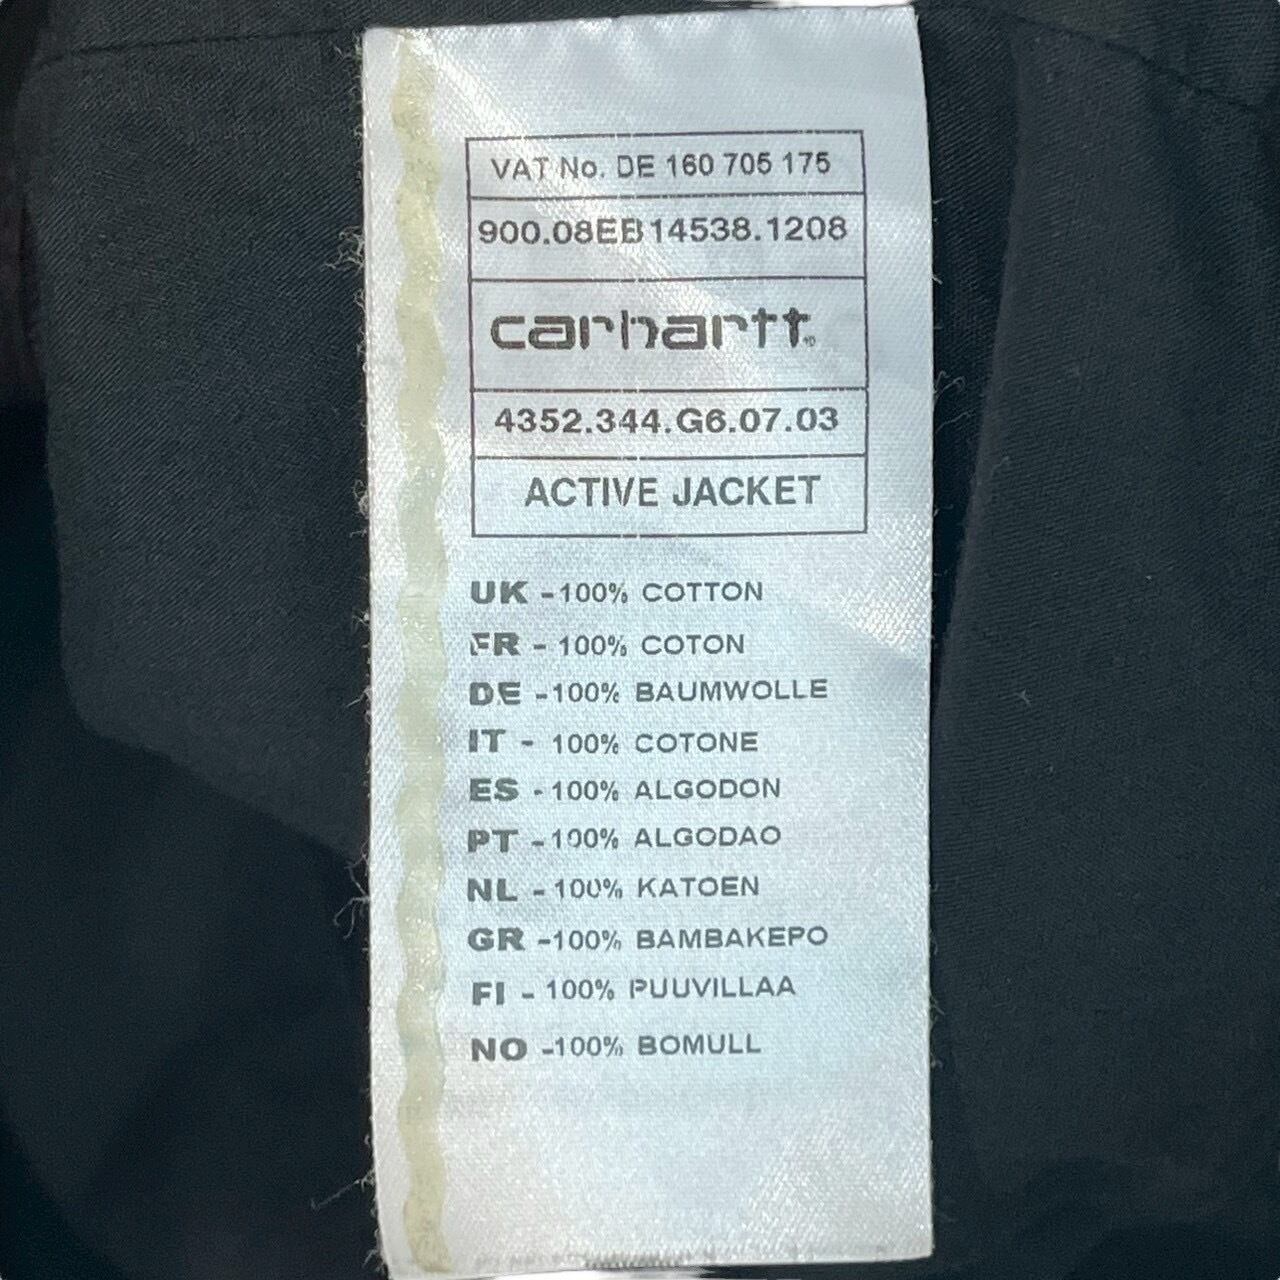 VAT No. DE 160 705 175
900.08EB14538.1208
carhartt
4352.344.G6.07.03
ACTIVE JACKET
UK -100% COTTON
FR - 100% COTON
DE -100% BAUMWOLLE
IT - 100% COTONE
ES - 100% ALGODON
PT - 100% ALGODAO
NL - 100% KATOEN
GR -100% BAMBAKEPO
FI - 100% PUUVILLAA
NO -100% BOMULL